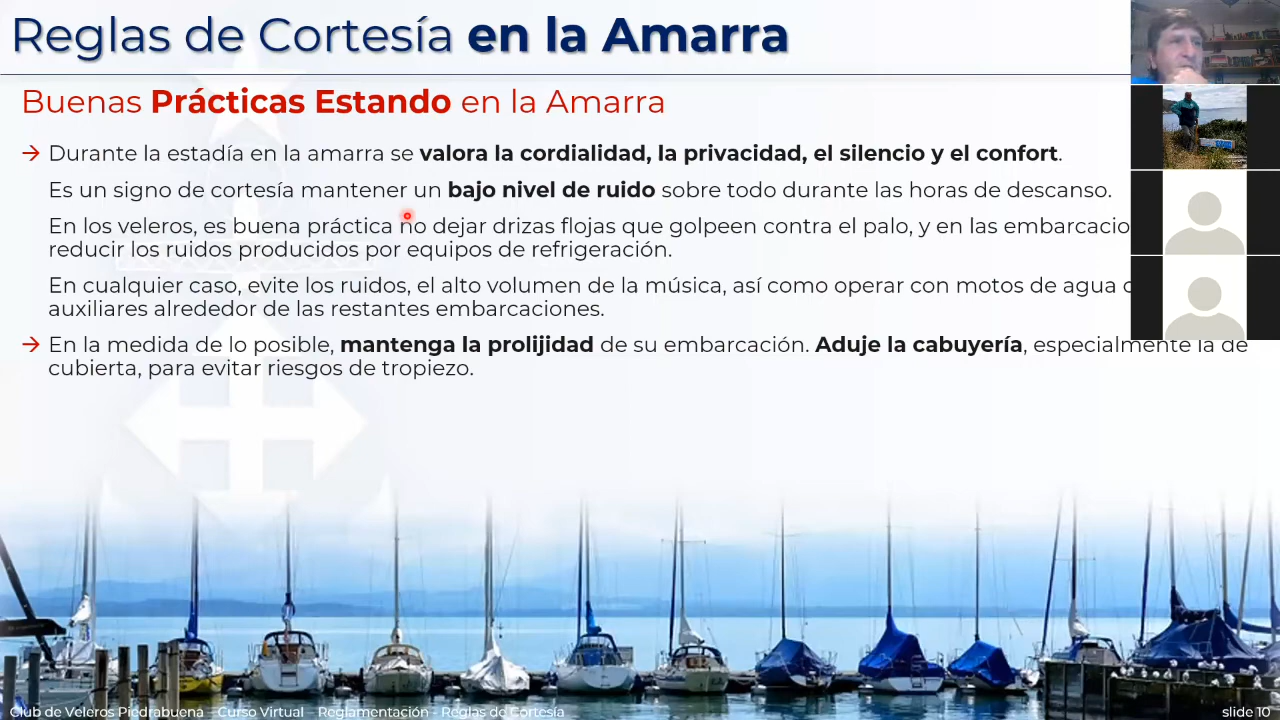 Reglas de Cortesía en la Amarra
Buenas Prácticas Estando en la Amarra
→ Durante la estadía en la amarra se valora la cordialidad, la privacidad, el silencio y el confort.
Es un signo de cortesía mantener un bajo nivel de ruido sobre todo durante las horas de descanso.
En los veleros, es buena práctica no dejar drizas flojas que golpeen contra el palo, y en las embarcacio
reducir los ruidos producidos por equipos de refrigeración.
En cualquier caso, evite los ruidos, el alto volumen de la música, así como operar con motos de agua
auxiliares alrededor de las restantes embarcaciones.
→ En la medida de lo posible, mantenga la prolijidad de su embarcación. Aduje la cabuyería, especialmente la de
cubierta, para evitar riesgos de tropiezo.
Club de Veleros Piedrabuena – Curso Virtual – Reglamentación - Reglas de Cortesía
slide 10